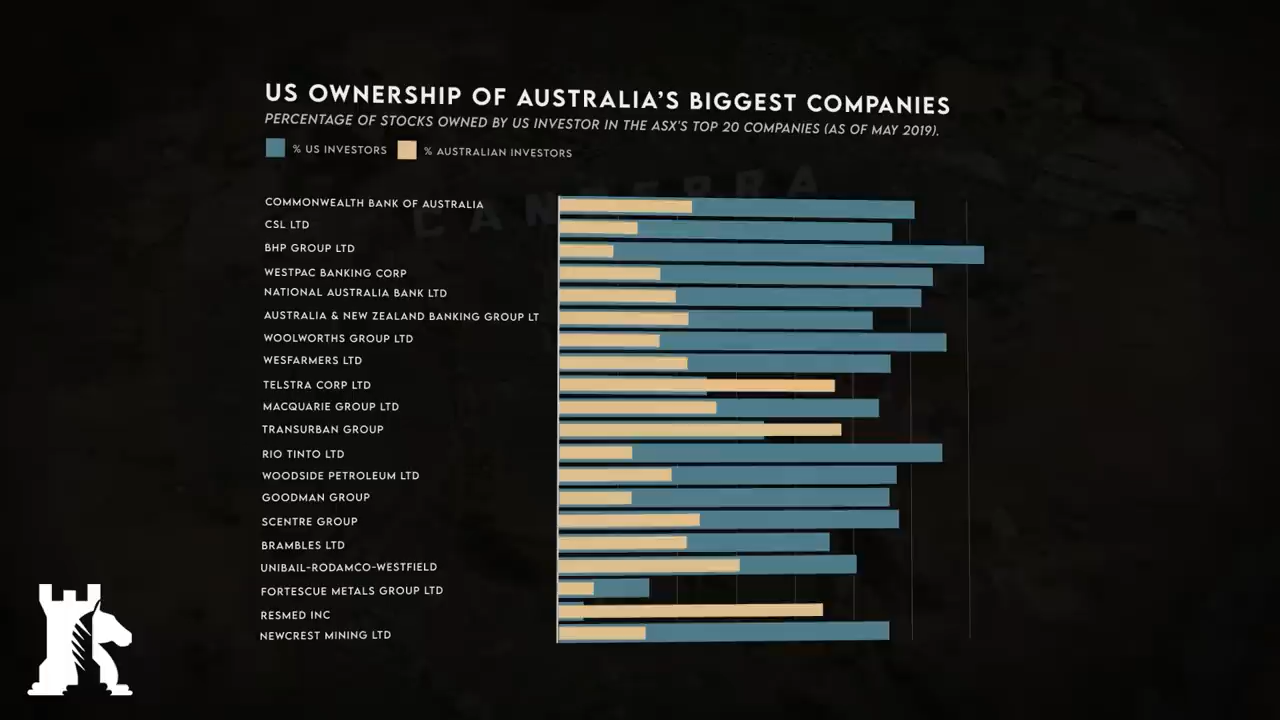 US OWNERSHIP OF AUSTRALIA'S BIGGEST COMPANIES
PERCENTAGE OF STOCKS OWNED BY US INVESTOR IN THE ASX'S TOP 20 COMPANIES (AS OF MAY 2019).
% US INVESTORS % AUSTRALIAN INVESTORS
CANBERRA
COMMONWEALTH BANK OF AUSTRALIA
CSL LTD
BHP GROUP LTD
WESTPAC BANKING CORP
NATIONAL AUSTRALIA BANK LTD
AUSTRALIA & NEW ZEALAND BANKING GROUP LT
WOOLWORTHS GROUP LTD
WESFARMERS LTD
TELSTRA CORP LTD
MACQUARIE GROUP LTD
TRANSURBAN GROUP
RIO TINTO LTD
WOODSIDE PETROLEUM LTD
GOODMAN GROUP
SCENTRE GROUP
BRAMBLES LTD
UNIBAIL-RODAMCO-WESTFIELD
FORTESCUE METALS GROUP LTD
RESMED INC
NEWCREST MINING LTD